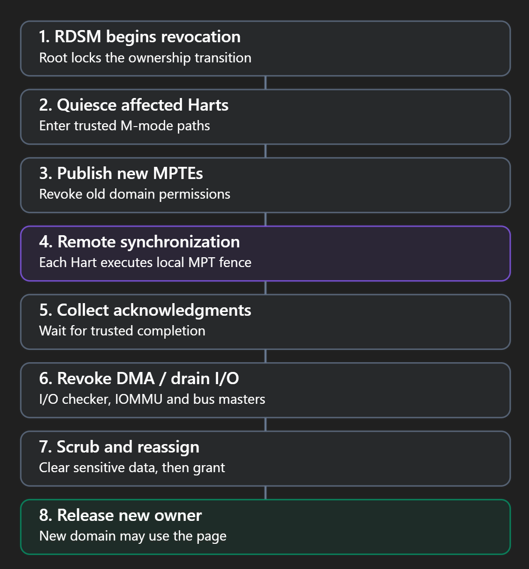 1. RDSM begins revocation
Root locks the ownership transition
2. Quiesce affected Harts
Enter trusted M-mode paths
3. Publish new MPTEs
Revoke old domain permissions
4. Remote synchronization
Each Hart executes local MPT fence
5. Collect acknowledgments
Wait for trusted completion
6. Revoke DMA / drain I/O
I/O checker, IOMMU and bus masters
7. Scrub and reassign
Clear sensitive data, then grant
8. Release new owner
New domain may use the page